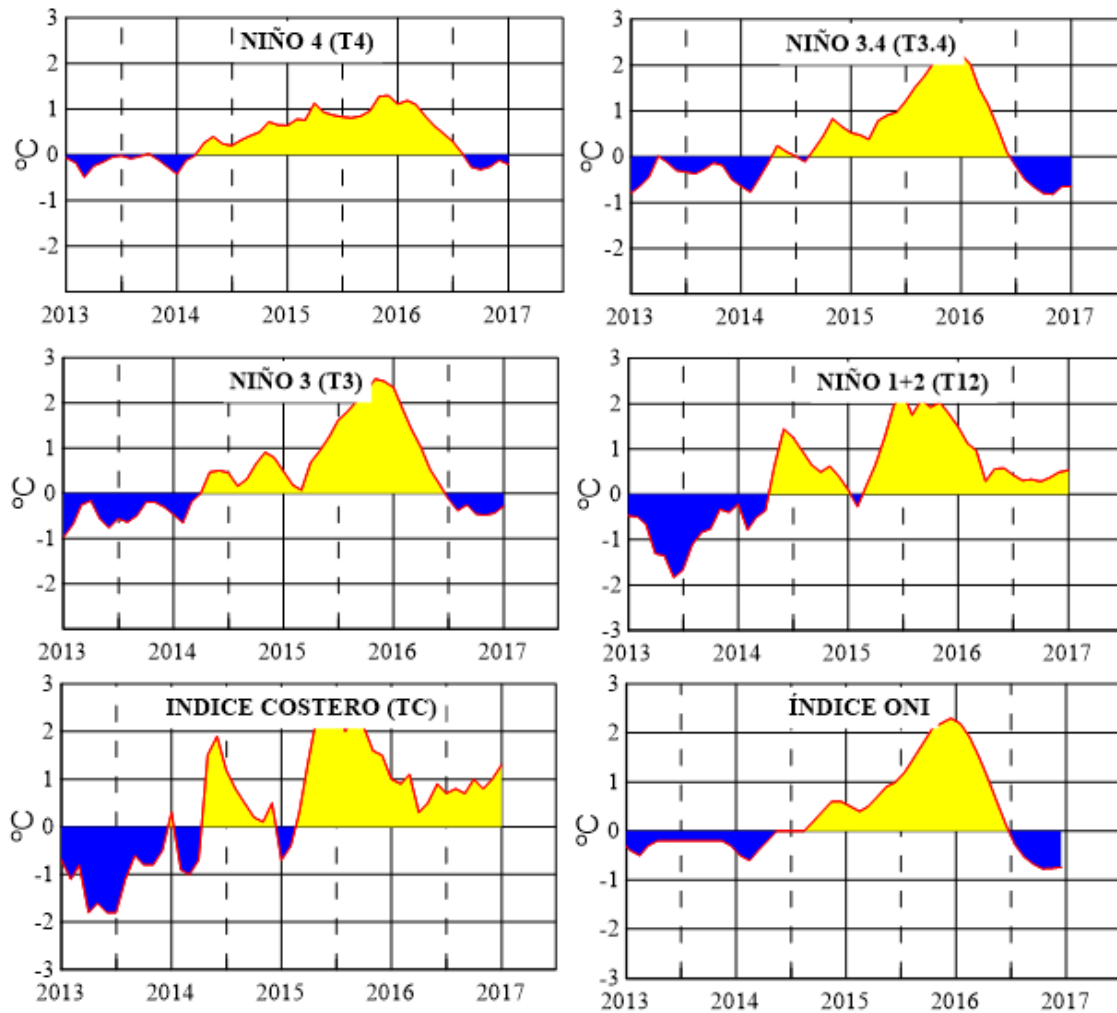 3
NIÑO 4 (T4)
2
1
0
-1
-2
°C
2013 2014 2015 2016 2017
3
NIÑO 3.4 (T3.4)
2
1
0
-1
-2
°C
2013 2014 2015 2016 2017
3
NIÑO 3 (T3)
2
1
0
-1
-2
°C
2013 2014 2015 2016 2017
3
NIÑO 1+2 (T12)
2
1
0
-1
-2
-3
°C
2013 2014 2015 2016 2017
3
INDICE COSTERO (TC)
2
1
0
-1
-2
-3
°C
2013 2014 2015 2016 2017
3
ÍNDICE ONI
2
1
0
-1
-2
-3
°C
2013 2014 2015 2016 2017